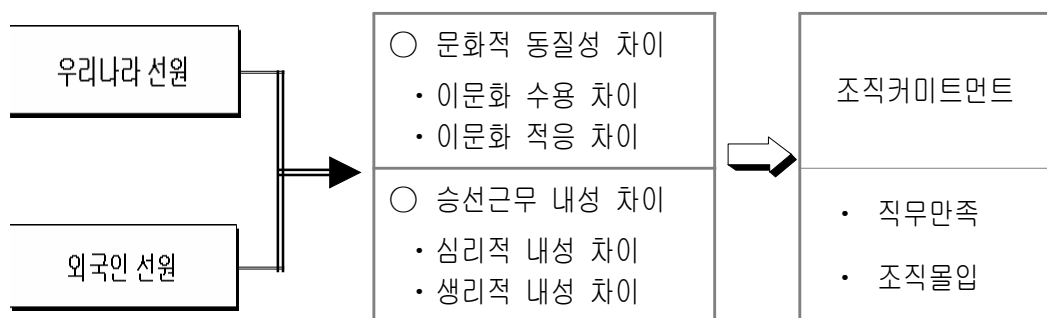 우리나라 선원
외국인 선원
○ 문화적 동질성 차이
・이문화 수용 차이
・이문화 적응 차이
○ 승선근무 내성 차이
・심리적 내성 차이
・생리적 내성 차이
조직커미트먼트
・ 직무만족
・ 조직몰입